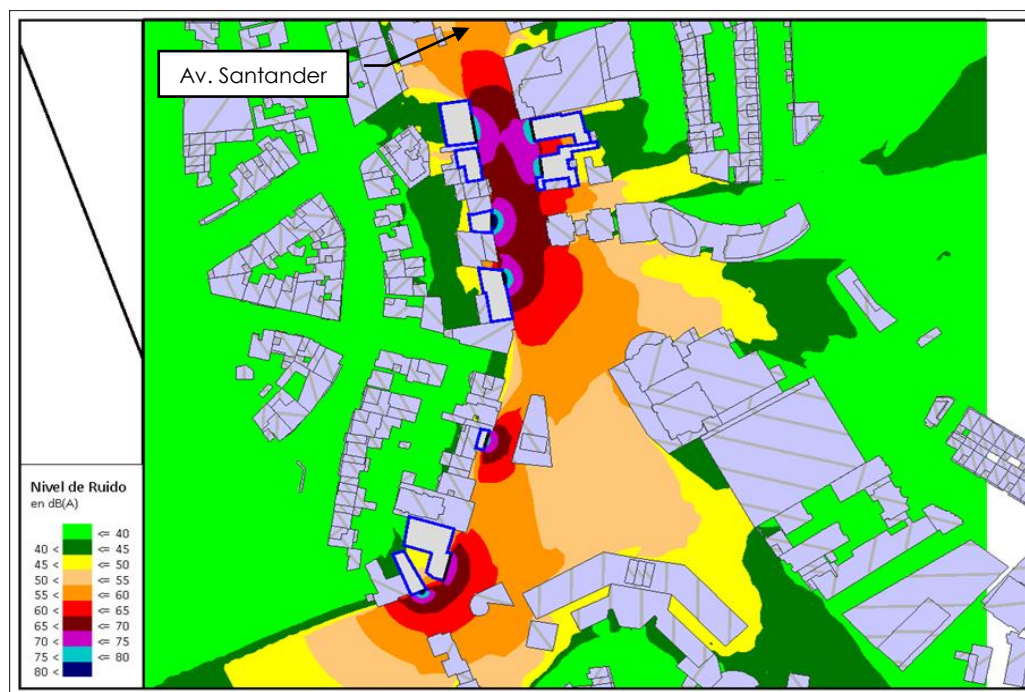 Av. Santander
Nivel de Ruido
en dB(A)
<= 40
40 < <= 45
45 < <= 50
50 < <= 55
55 < <= 60
60 < <= 65
65 < <= 70
70 < <= 75
75 < <= 80
80 <